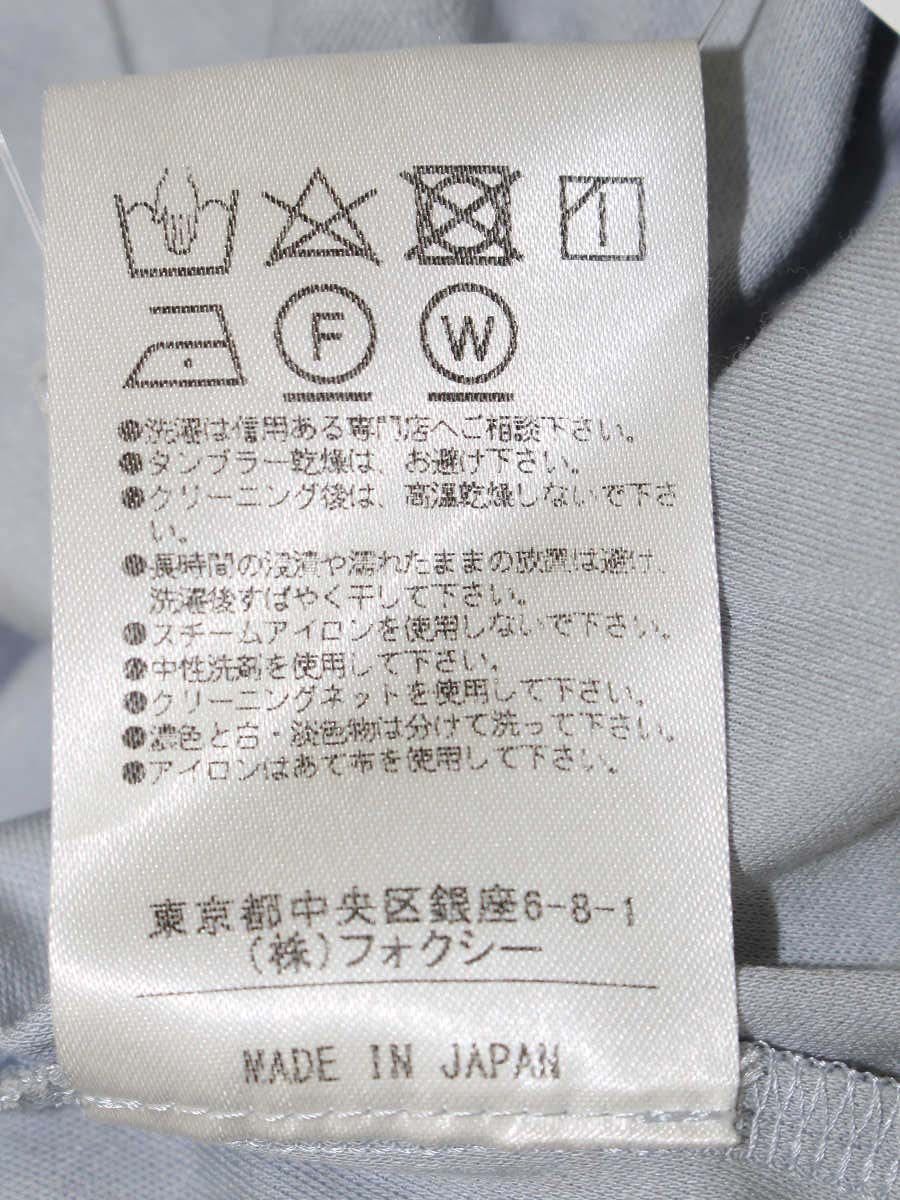 F W
●洗濯は信用ある専門店へご相談下さい。
●タンブラー乾燥は、お避け下さい。
●クリーニング後は、高温乾燥しないで下さ
い。
●長時間の浸漬や濡れたままの放置は避け、
洗濯後すばやく干して下さい。
●スチームアイロンを使用しないで下さい。
●中性洗剤を使用して下さい。
●クリーニングネットを使用して下さい。
●濃色と白・淡色物は分けて洗って下さい。
●アイロンはあて布を使用して下さい。
東京都中央区銀座6-8-1
(株)フォクシー
MADE IN JAPAN